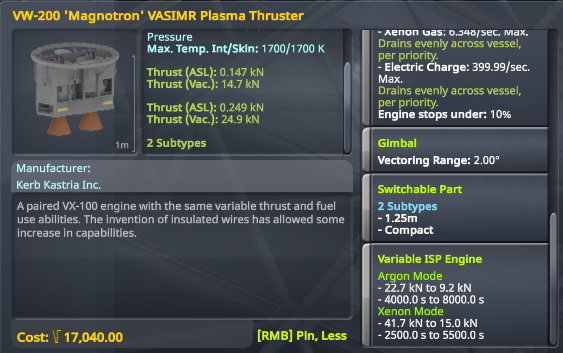 VW-200 'Magnotron' VASIMR Plasma Thruster
1m
Pressure
Max. Temp. Int/Skin: 1700/1700 K
Thrust (ASL): 0.147 kN
Thrust (Vac.): 14.7 kN
Thrust (ASL): 0.249 kN
Thrust (Vac.): 24.9 kN
2 Subtypes
Manufacturer:
Kerb Kastria Inc.
A paired VX-100 engine with the same variable thrust and fuel
use abilities. The invention of insulated wires has allowed some
increase in capabilities.
Cost: 17,040.00
[RMB] Pin, Less
- Xenon Gas: 6.348/sec. Max.
Drains evenly across vessel,
per priority.
- Electric Charge: 399.99/sec.
Max.
Drains evenly across vessel,
per priority.
Engine stops under: 10%
Gimbal
Vectoring Range: 2.00°
Switchable Part
2 Subtypes
- 1.25m
- Compact
Variable ISP Engine
Argon Mode
- 22.7 kN to 9.2 kN
- 4000.0 s to 8000.0 s
Xenon Mode
- 41.7 kN to 15.0 kN
- 2500.0 s to 5500.0 s